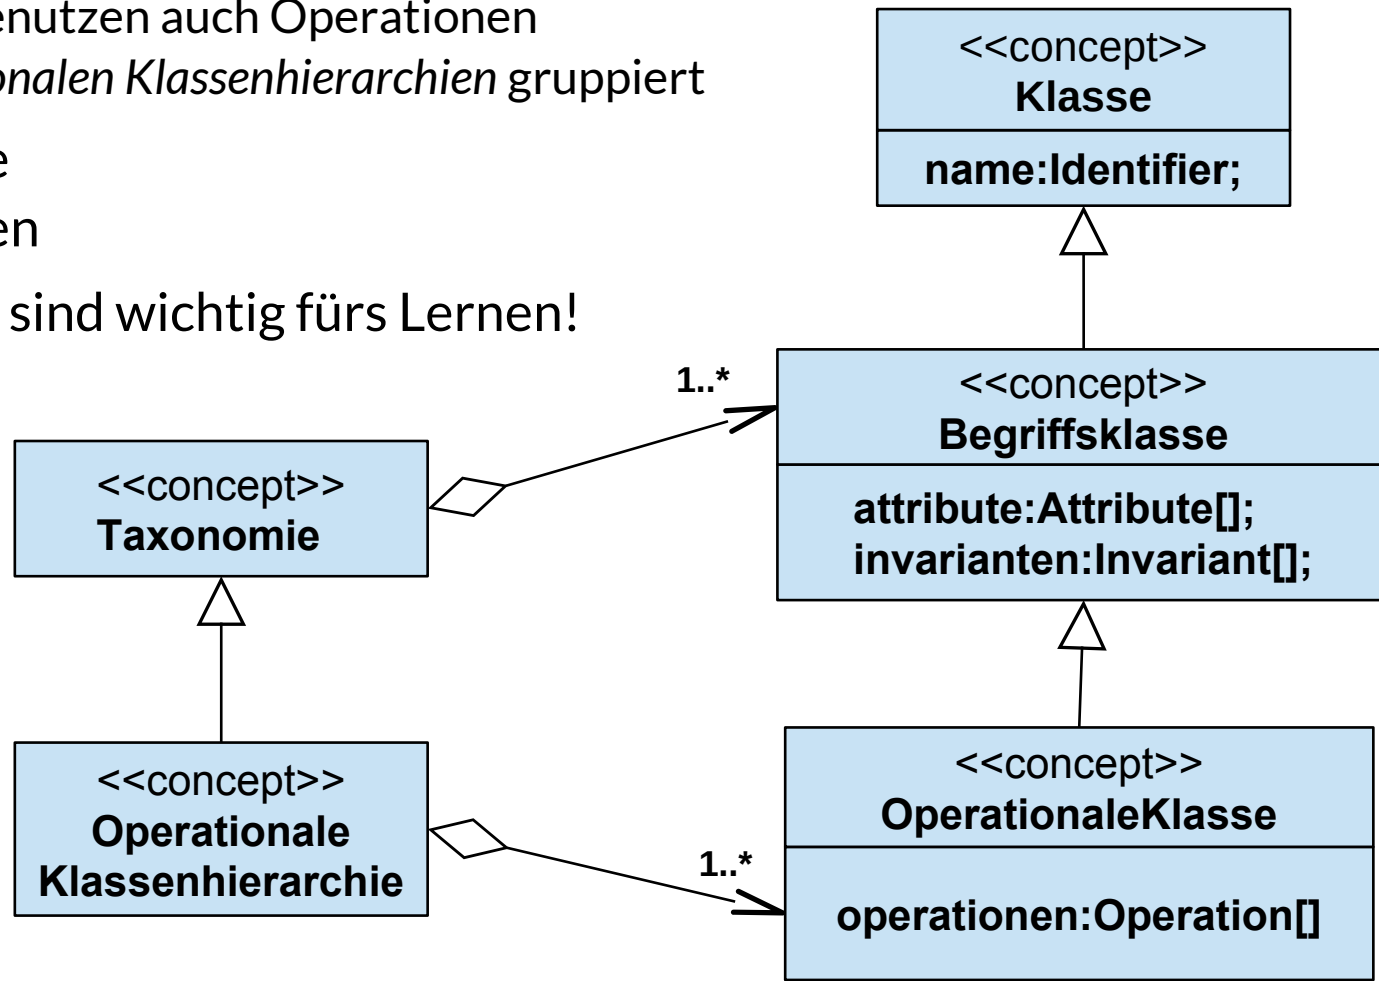 enutzen auch Operationen
onalen Klassenhierarchien gruppiert
e
en
sind wichtig fürs Lernen!
<<concept>>
Klasse
name:Identifier;
1..*
<<concept>>
Begriffsklasse
attribute:Attribute[];
invarianten:Invariant[];
<<concept>>
Taxonomie
<<concept>>
Operationale
Klassenhierarchie
1..*
<<concept>>
OperationaleKlasse
operationen:Operation[]